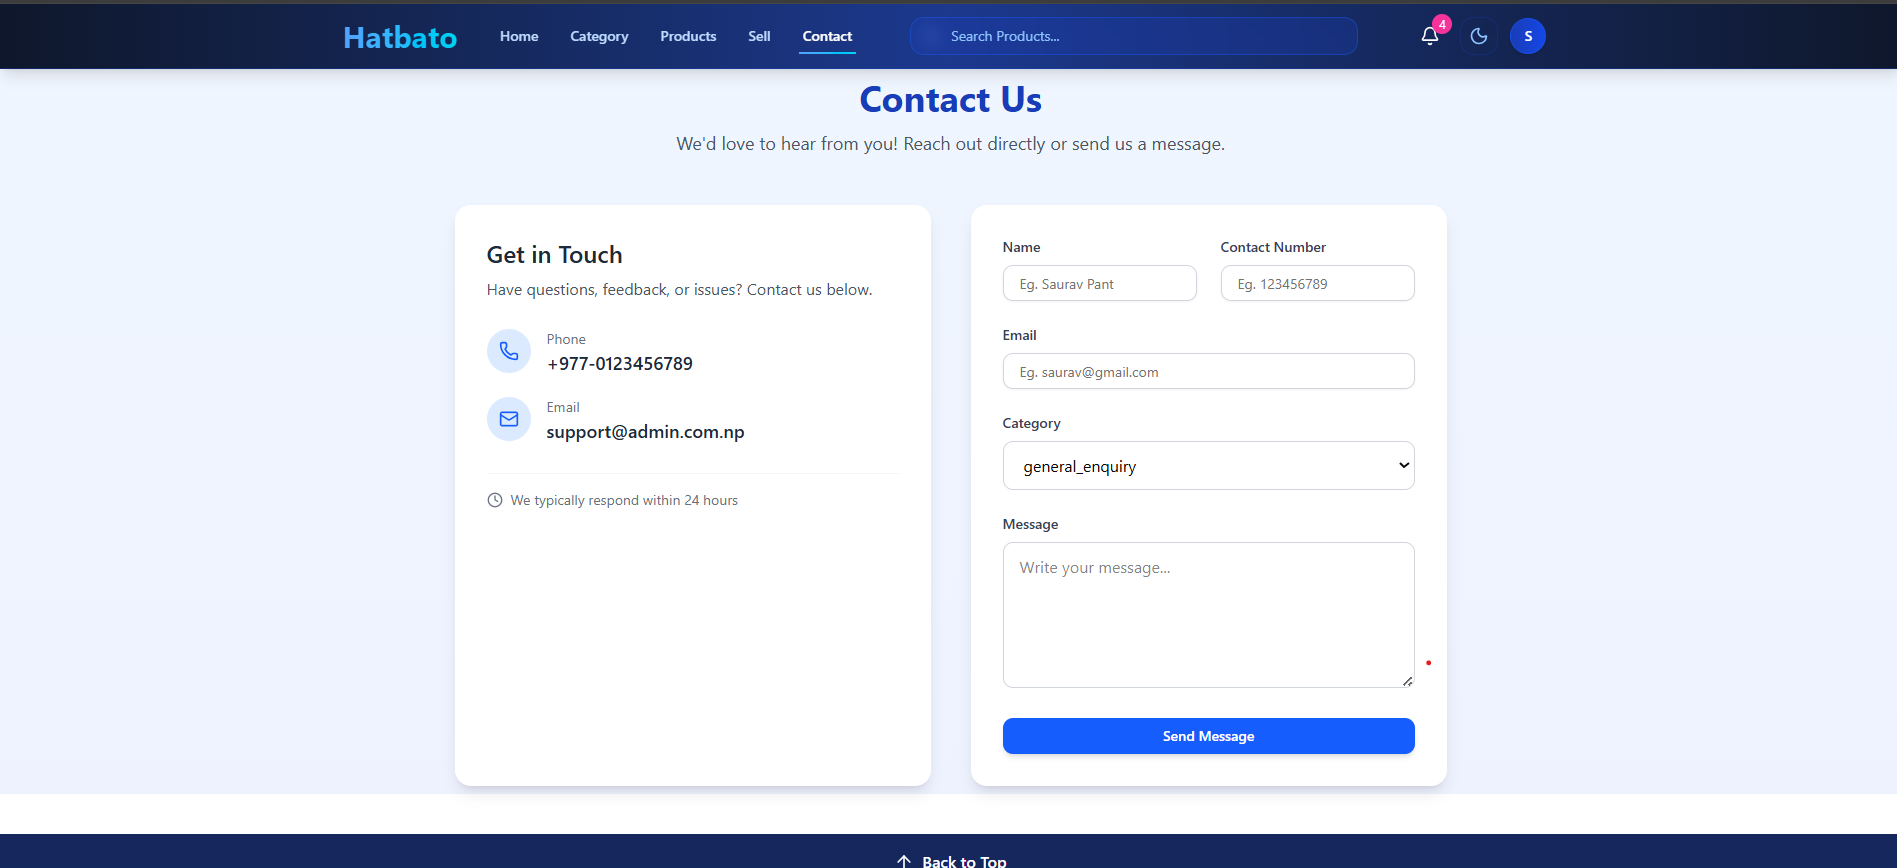 Hatbato
Home Category Products Sell Contact
Search Products...
4
S
Contact Us
We'd love to hear from you! Reach out directly or send us a message.
Get in Touch
Have questions, feedback, or issues? Contact us below.
Phone
+977-0123456789
Email
support@admin.com.np
We typically respond within 24 hours
Name
Eg. Saurav Pant
Contact Number
Eg. 123456789
Email
Eg. saurav@gmail.com
Category
general_enquiry
Message
Write your message...
Send Message
Back to Top